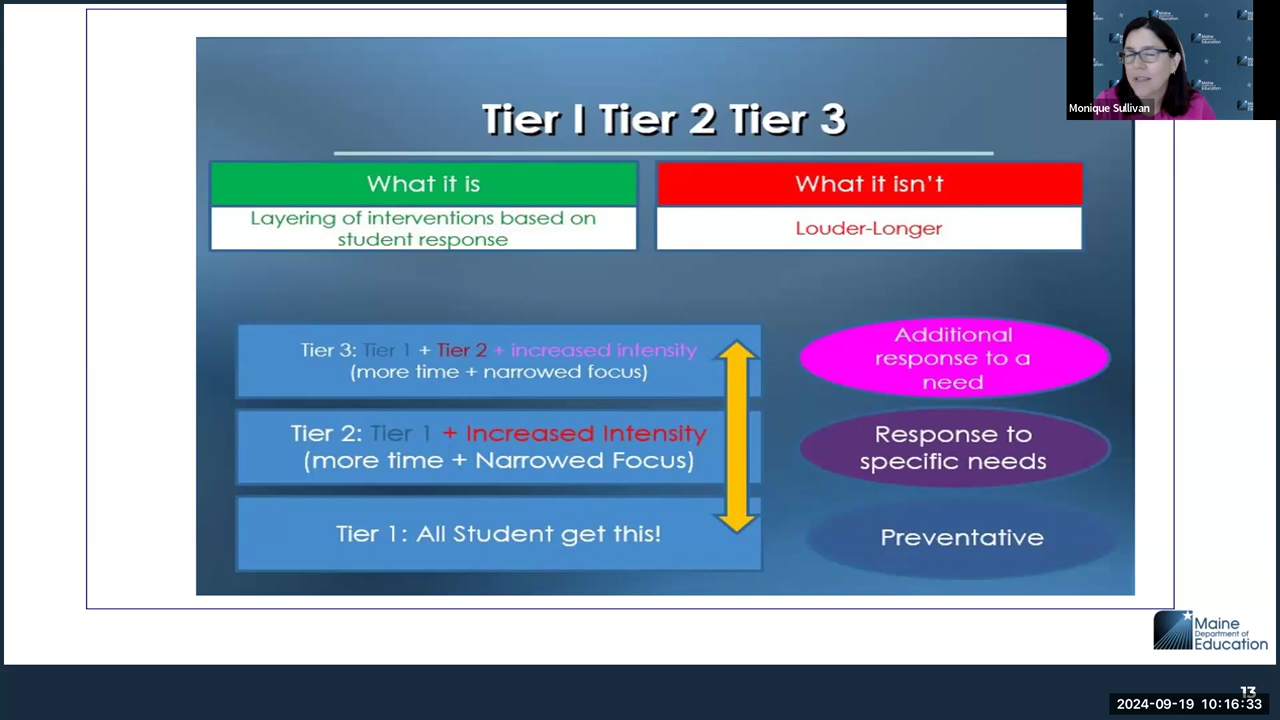 Monique Sullivan
Tier I Tier 2 Tier 3
What it is
Layering of interventions based on
student response
What it isn't
Louder-Longer
Tier 3: Tier 1 + Tier 2 + increased intensity
(more time + narrowed focus)
Additional
response to a
need
Tier 2: Tier 1 + Increased Intensity
(more time + Narrowed Focus)
Response to
specific needs
Tier 1: All Student get this!
Preventative
Maine
Department of
Education
13
2024-09-19 10:16:33